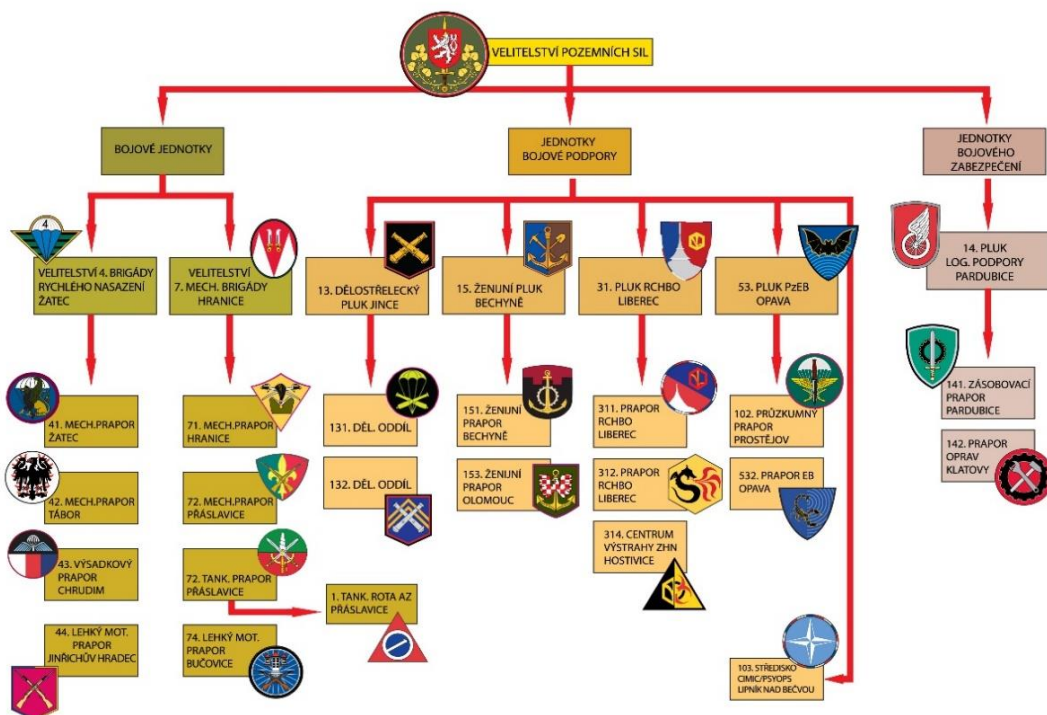 VELITELSTVÍ POZEMNÍCH SIL
BOJOVÉ JEDNOTKY
JEDNOTKY
BOJOVÉ PODPORY
JEDNOTKY
BOJOVÉHO
ZABEZPEČENÍ
4
VELITELSTVÍ 4. BRIGÁDY
RYCHLÉHO NASAZENÍ
ŽATEC
VELITELSTVÍ
7. MECH. BRIGÁDY
HRANICE
13. DĚLOSTŘELECKÝ
PLUK JINCE
15. ŽENIJNÍ PLUK
BECHYNĚ
31. PLUK RCHBO
LIBEREC
53. PLUK PzEB
OPAVA
14. PLUK
LOG. PODPORY
PARDUBICE
41. MECH.PRAPOR
ŽATEC
71. MECH.PRAPOR
HRANICE
131. DĚL. ODDÍL
151. ŽENIJNÍ
PRAPOR
BECHYNĚ
311. PRAPOR
RCHBO
LIBEREC
102. PRŮZKUMNÝ
PRAPOR
PROSTĚJOV
141. ZÁSOBOVACÍ
PRAPOR
PARDUBICE
42. MECH.PRAPOR
TÁBOR
72. MECH.PRAPOR
PŘÁSLAVICE
132. DĚL. ODDÍL
153. ŽENIJNÍ
PRAPOR
OLOMOUC
312. PRAPOR
RCHBO
LIBEREC
532. PRAPOR EB
OPAVA
142. PRAPOR
OPRAV
KLATOVY
43. VÝSADKOVÝ
PRAPOR
CHRUDIM
72. TANK. PRAPOR
PŘÁSLAVICE
1. TANK. ROTA AZ
PŘÁSLAVICE
314. CENTRUM
VÝSTRAHY ZHN
HOSTIVICE
44. LEHKÝ MOT.
PRAPOR
JINŘICHŮV HRADEC
74. LEHKÝ MOT.
PRAPOR
BUČOVICE
103. STŘEDISKO
CIMIC/PSYOPS
LIPNÍK NAD BEČVOU